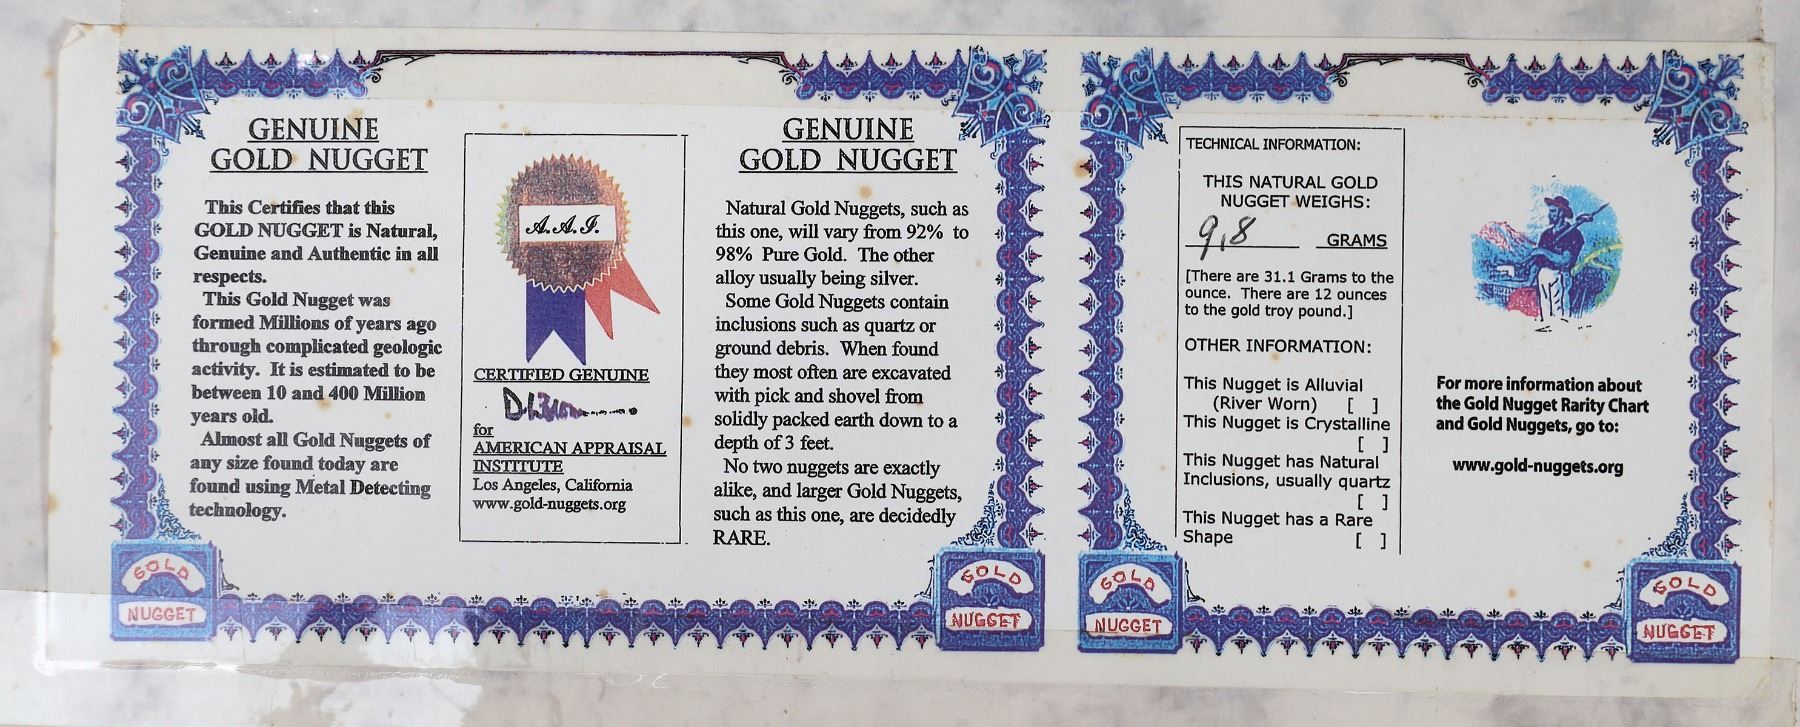 GENUINE
GOLD NUGGET
This Certifies that this
GOLD NUGGET is Natural,
Genuine and Authentic in all
respects.
This Gold Nugget was
formed Millions of years ago
through complicated geologic
activity. It is estimated to be
between 10 and 400 Million
years old.
Almost all Gold Nuggets of
any size found today are
found using Metal Detecting
technology.
A.A.I.
CERTIFIED GENUINE
for
AMERICAN APPRAISAL
INSTITUTE
Los Angeles, California
www.gold-nuggets.org
GENUINE
GOLD NUGGET
Natural Gold Nuggets, such as
this one, will vary from 92% to
98% Pure Gold. The other
alloy usually being silver.
Some Gold Nuggets contain
inclusions such as quartz or
ground debris. When found
they most often are excavated
with pick and shovel from
solidly packed earth down to a
depth of 3 feet.
No two nuggets are exactly
alike, and larger Gold Nuggets,
such as this one, are decidedly
RARE.
GOLD
NUGGET
GOLD
NUGGET
TECHNICAL INFORMATION:
THIS NATURAL GOLD
NUGGET WEIGHS:
9.8 GRAMS
[There are 31.1 Grams to the
ounce. There are 12 ounces
to the gold troy pound.]
OTHER INFORMATION:
This Nugget is Alluvial
(River Worn) [ ]
This Nugget is Crystalline
[ ]
This Nugget has Natural
Inclusions, usually quartz
[ ]
This Nugget has a Rare
Shape [ ]
For more information about
the Gold Nugget Rarity Chart
and Gold Nuggets, go to:
www.gold-nuggets.org
GOLD
NUGGET
GOLD
NUGGET